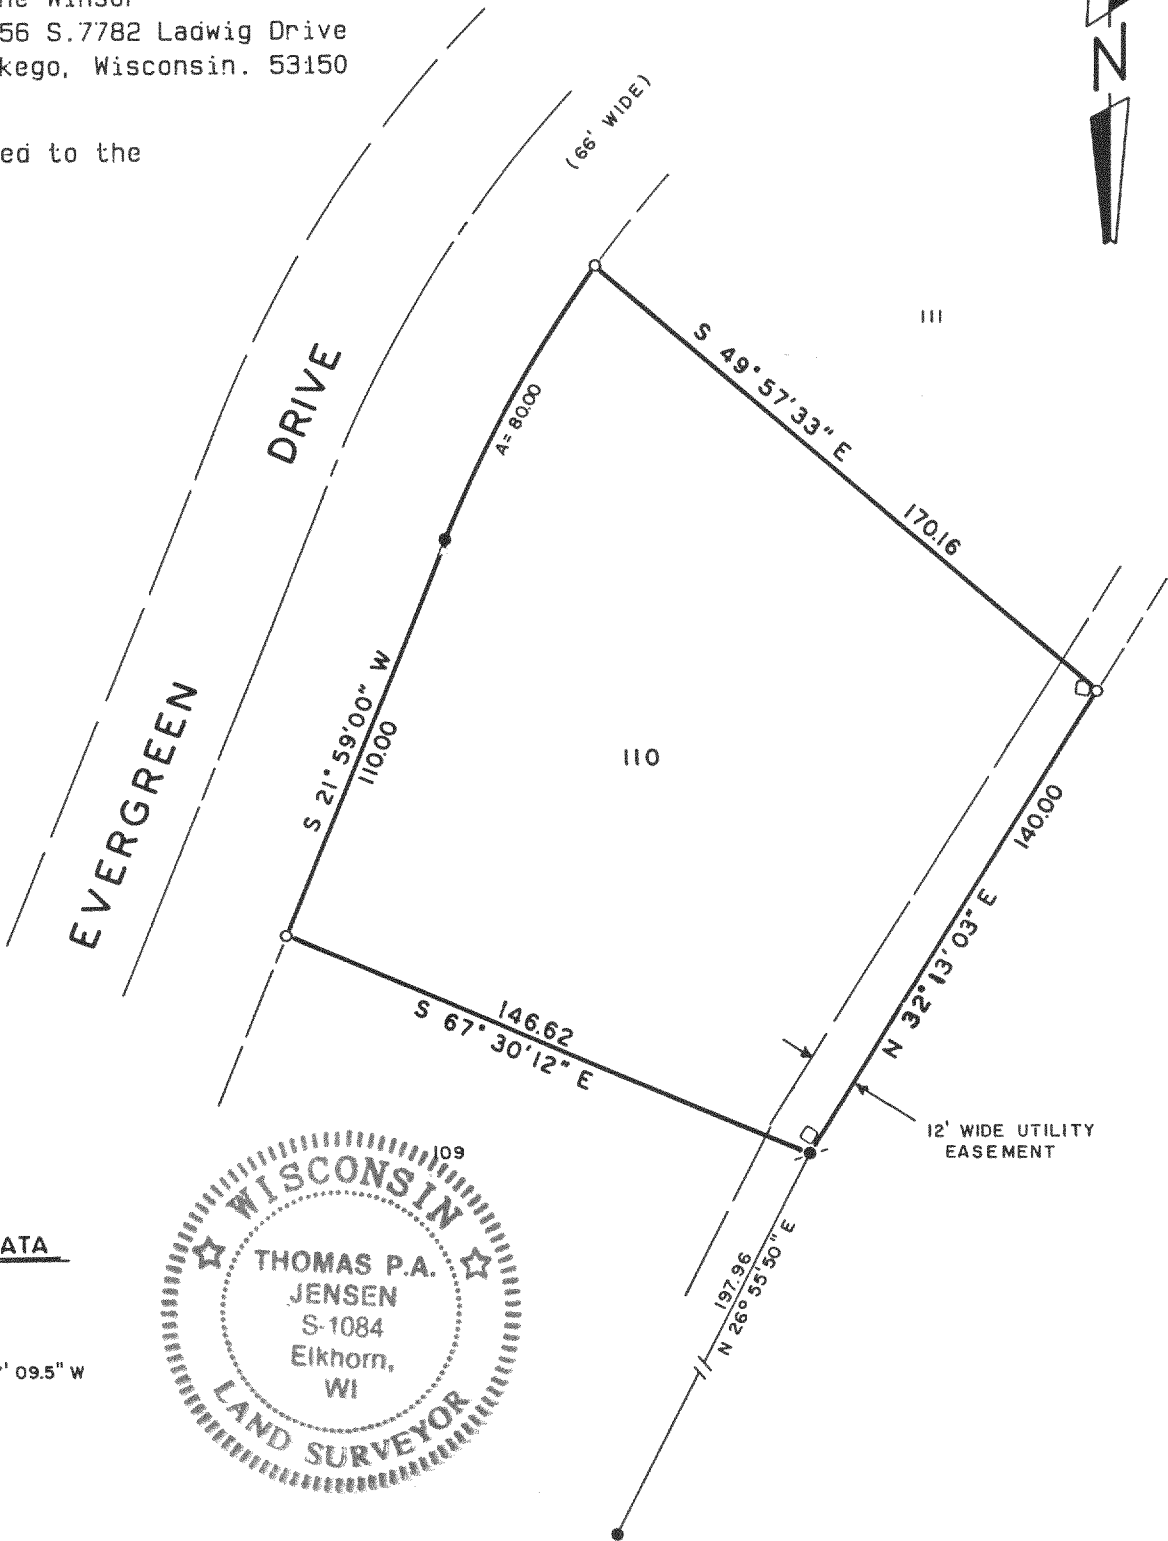 56 S.7782 Ladwig Drive
kego, Wisconsin. 53150
ed to the
N
(66' WIDE)
111
S 49°57'33" E
170.16
DRIVE
A= 80.00
S 21°59'00" W
110.00
110
EVERGREEN
140.00
N 32°13'03" E
146.62
S 67°30'12" E
12' WIDE UTILITY
EASEMENT
109
197.96
N 26°55'50" E
ATA
' 09.5" W
WISCONSIN
THOMAS P.A.
JENSEN
S-1084
Elkhorn,
WI
LAND SURVEYOR